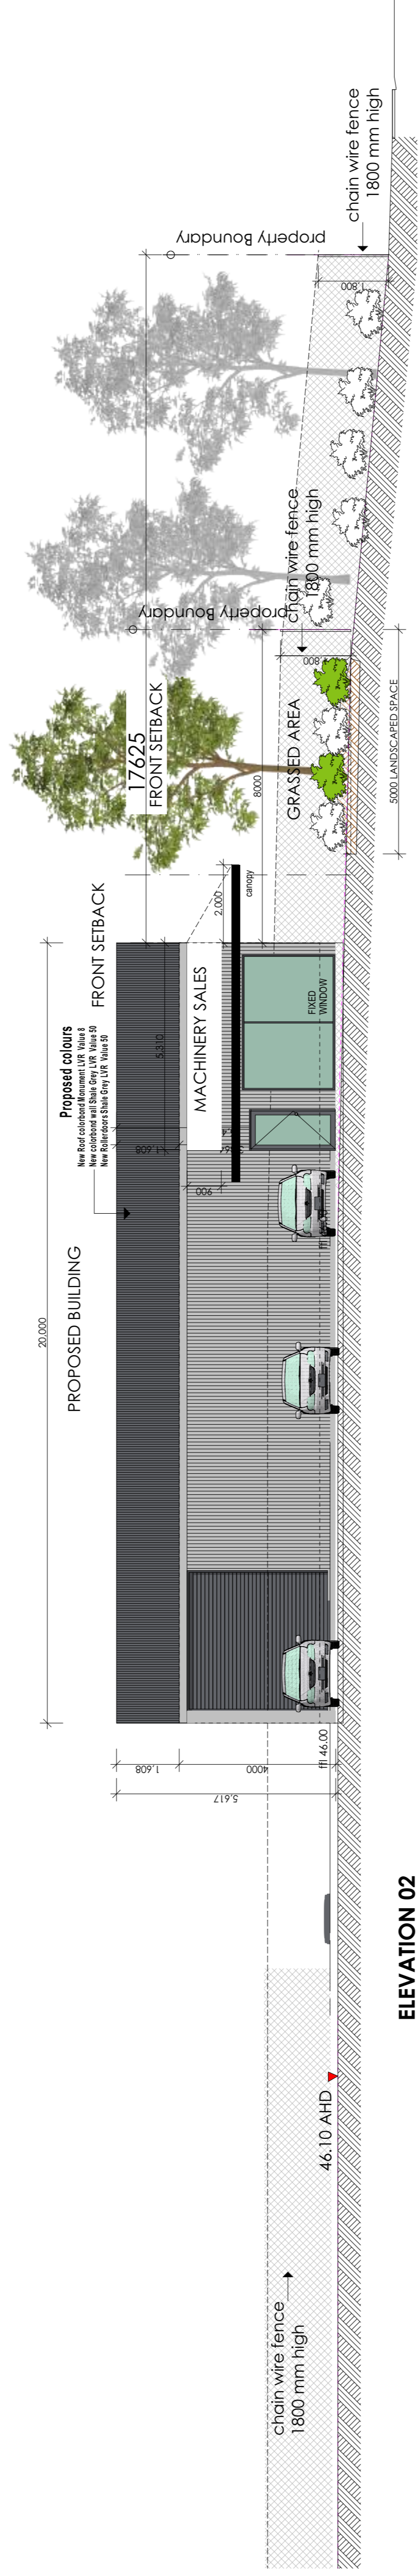 chain wire fence
1800 mm high
46.10 AHD
ELEVATION 02
5,617
1,608
4000
ffl 46.00
20,000
PROPOSED BUILDING
Proposed colours
New Roof colorbond Monument LVR Value 8
New colorbond wall Shale Grey LVR Value 50
New Rollerdoors Shale Grey LVR Value 50
FRONT SETBACK
1,608
5,310
900
MACHINERY SALES
2,000
canopy
FIXED
WINDOW
17625
FRONT SETBACK
8000
GRASSED AREA
5000 LANDSCAPED SPACE
property Boundary
chain wire fence
1800 mm high
property Boundary
1,800
chain wire fence
1800 mm high